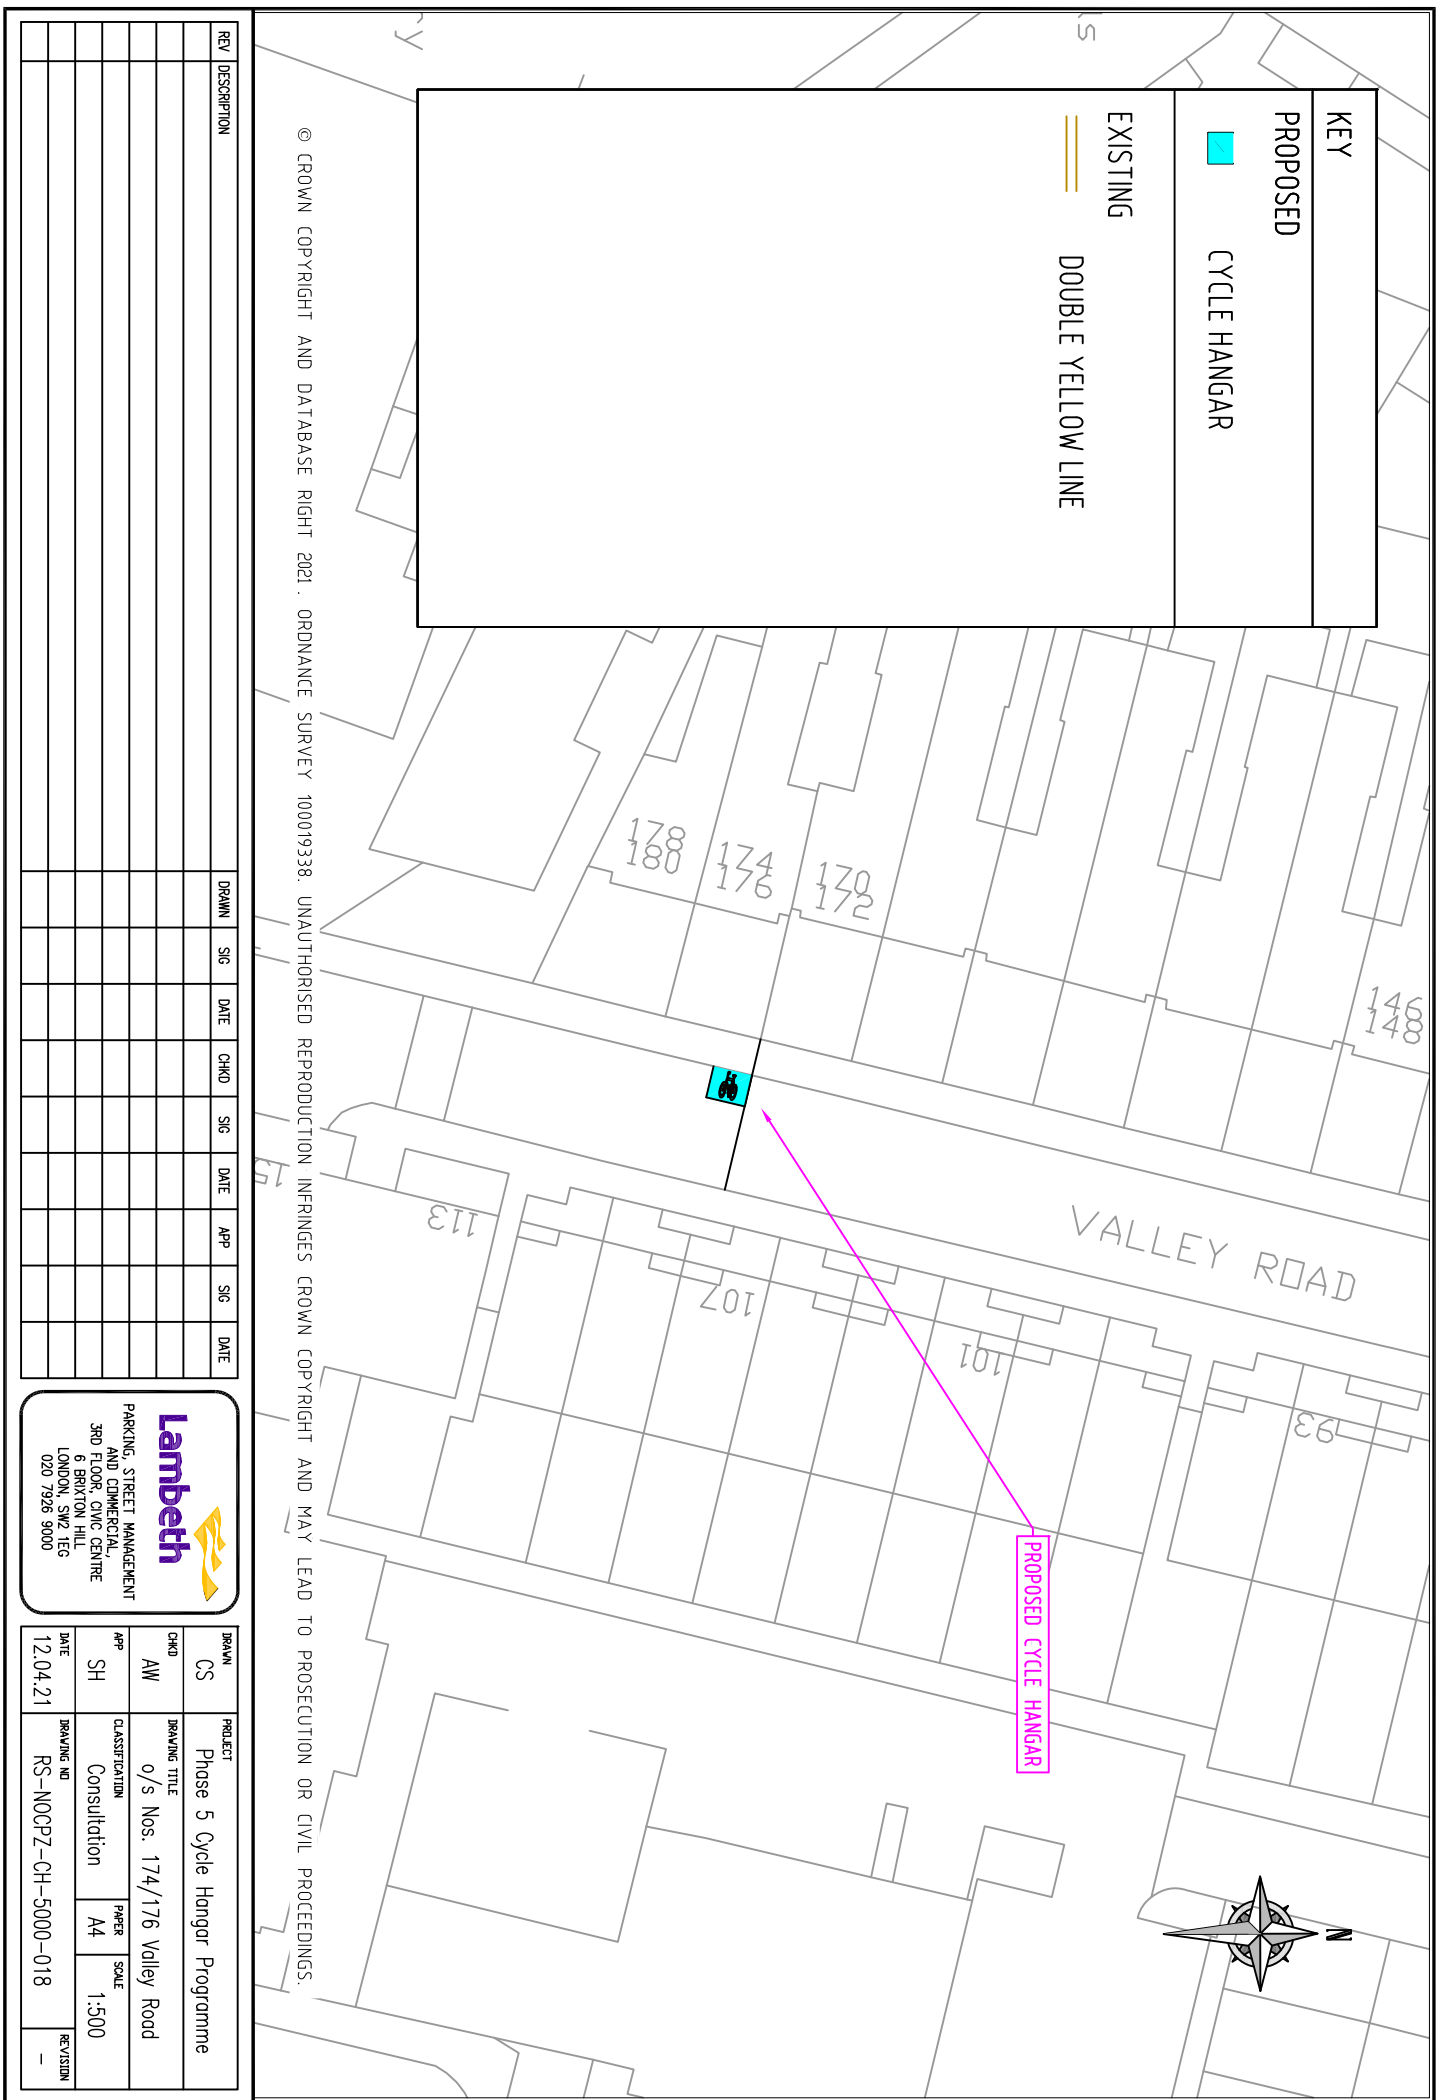 KEY
PROPOSED
CYCLE HANGAR
EXISTING
DOUBLE YELLOW LINE
N
146
148
170
172
174
176
178
180
VALLEY ROAD
93
101
107
113
PROPOSED CYCLE HANGAR
© CROWN COPYRIGHT AND DATABASE RIGHT 2021. ORDNANCE SURVEY 100019338. UNAUTHORISED REPRODUCTION INFRINGES CROWN COPYRIGHT AND MAY LEAD TO PROSECUTION OR CIVIL PROCEEDINGS.
REV DESCRIPTION DRAWN SIG DATE CHKD SIG DATE APP SIG DATE
Lambeth
PARKING, STREET MANAGEMENT
AND COMMERCIAL,
3RD FLOOR, CIVIC CENTRE
6 BRIXTON HILL
LONDON, SW2 1EG
020 7926 9000
DRAWN
CS
PROJECT
Phase 5 Cycle Hangar Programme
CHKD
AW
DRAWING TITLE
o/s Nos. 174/176 Valley Road
APP
SH
CLASSIFICATION
Consultation
PAPER
A4
SCALE
1:500
DATE
12.04.21
DRAWING NO
RS-NOCPZ-CH-5000-018
REVISION
-